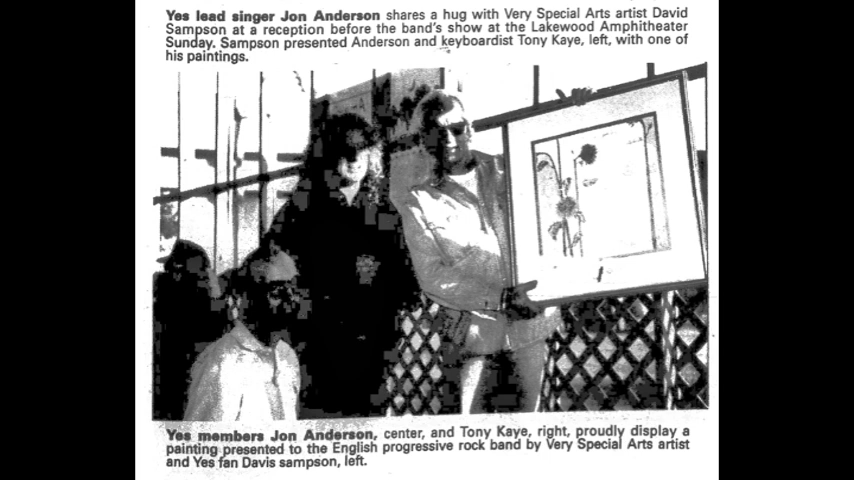 Yes lead singer Jon Anderson shares a hug with Very Special Arts artist David
Sampson at a reception before the band's show at the Lakewood Amphitheater
Sunday. Sampson presented Anderson and keyboardist Tony Kaye, left, with one of
his paintings.
Yes members Jon Anderson, center, and Tony Kaye, right, proudly display a
painting presented to the English progressive rock band by Very Special Arts artist
and Yes fan Davis sampson, left.